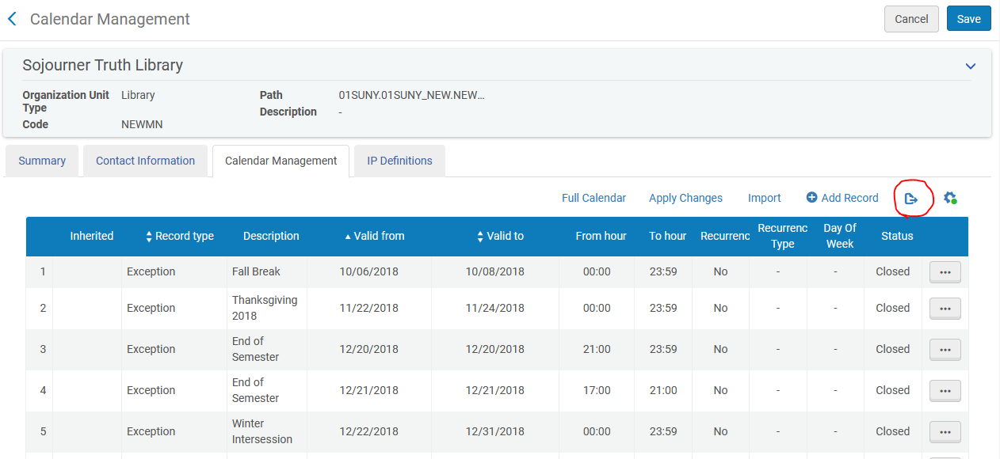 Calendar Management
Cancel
Save
Sojourner Truth Library
Organization Unit Type Library Path 01SUNY.01SUNY_NEW.NEW...
Description -
Code NEWMN
Summary Contact Information Calendar Management IP Definitions
Full Calendar Apply Changes Import Add Record
Inherited Record type Description Valid from Valid to From hour To hour Recurrenc Recurrenc Type Day Of Week Status
1 Exception Fall Break 10/06/2018 10/08/2018 00:00 23:59 No - - Closed
2 Exception Thanksgiving 2018 11/22/2018 11/24/2018 00:00 23:59 No - - Closed
3 Exception End of Semester 12/20/2018 12/20/2018 21:00 23:59 No - - Closed
4 Exception End of Semester 12/21/2018 12/21/2018 17:00 21:00 No - - Closed
5 Exception Winter Intersession 12/22/2018 12/31/2018 00:00 23:59 No - - Closed